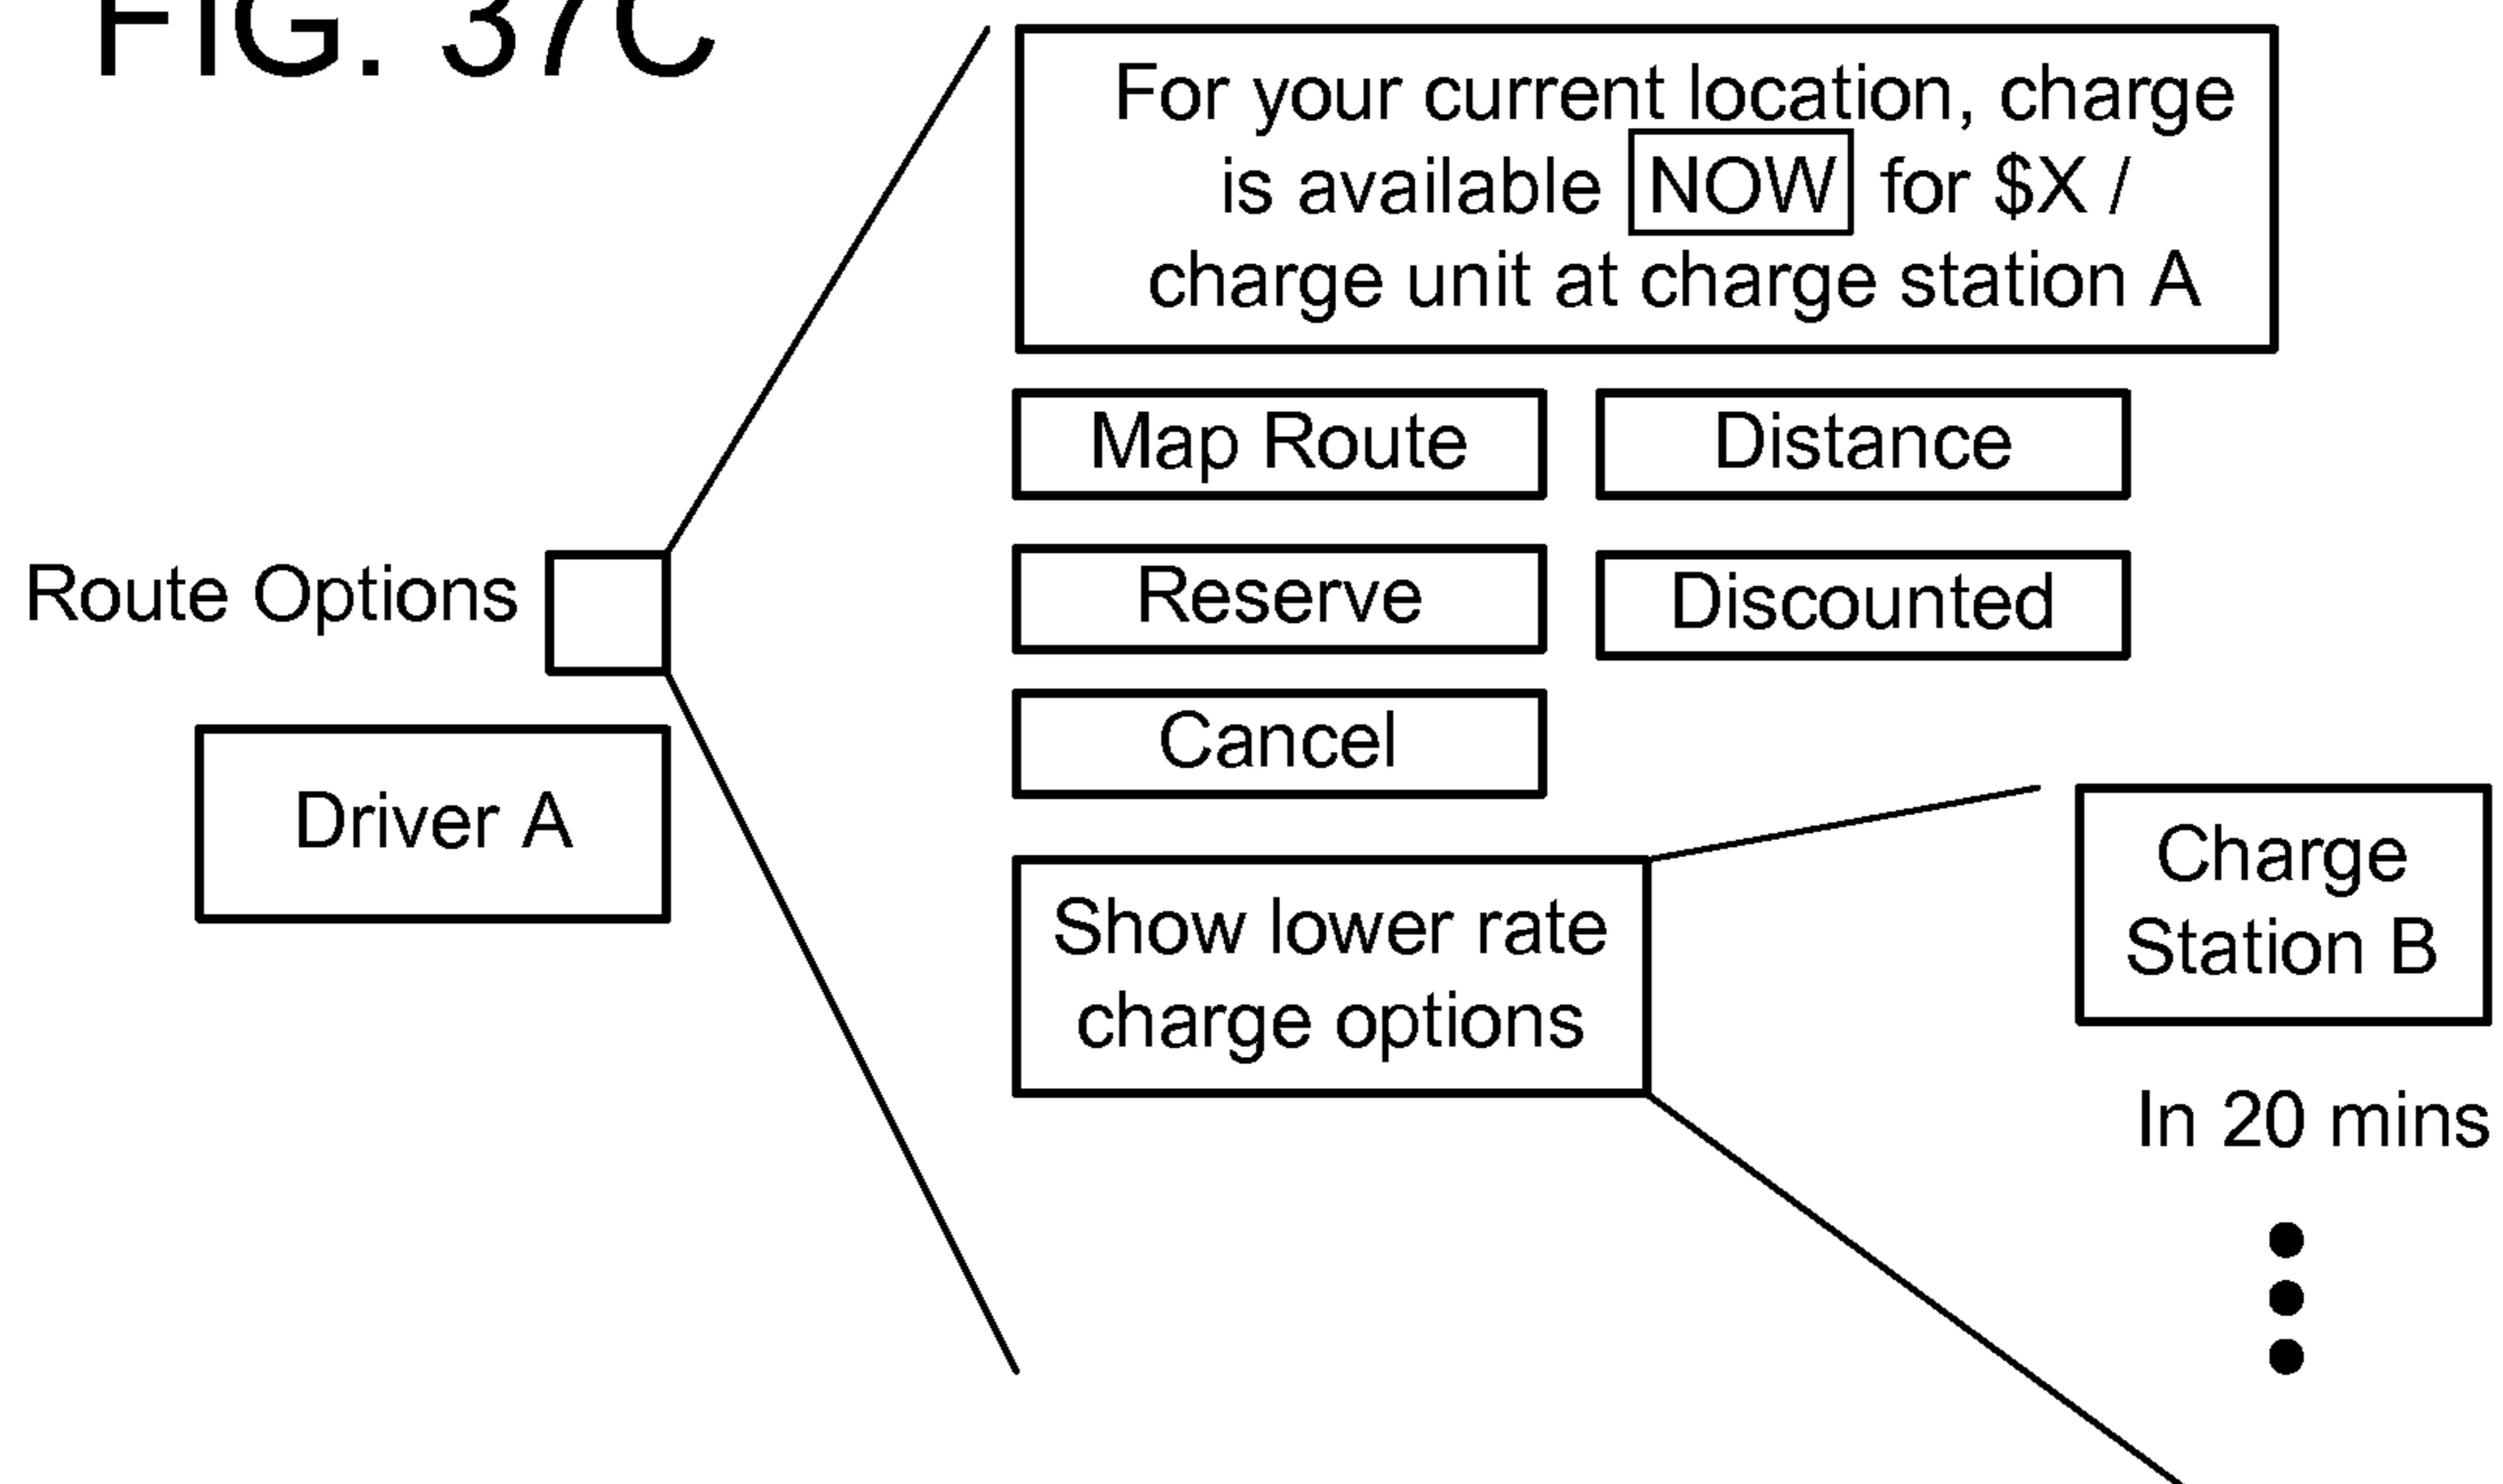 FIG. 37C
For your current location, charge
is available NOW for $X /
charge unit at charge station A
Map Route
Distance
Route Options
Reserve
Discounted
Cancel
Driver A
Show lower rate
charge options
Charge
Station B
In 20 mins